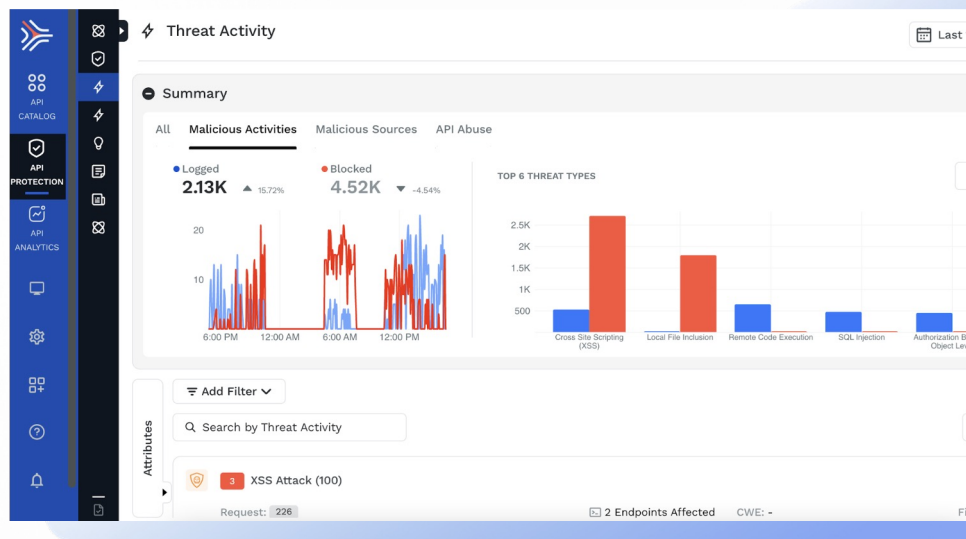 Threat Activity
Last
Summary
API
CATALOG
API
PROTECTION
API
ANALYTICS
All Malicious Activities Malicious Sources API Abuse
Logged
2.13K 15.72%
Blocked
4.52K -4.54%
20
10
6:00 PM 12:00 AM 6:00 AM 12:00 PM
TOP 6 THREAT TYPES
2.5K
2K
1.5K
1K
500
Cross Site Scripting
(XSS)
Local File Inclusion
Remote Code Execution
SQL Injection
Authorization B
Object Lev
Attributes
Add Filter
Search by Threat Activity
3 XSS Attack (100)
Request: 226
2 Endpoints Affected CWE: -
Fi